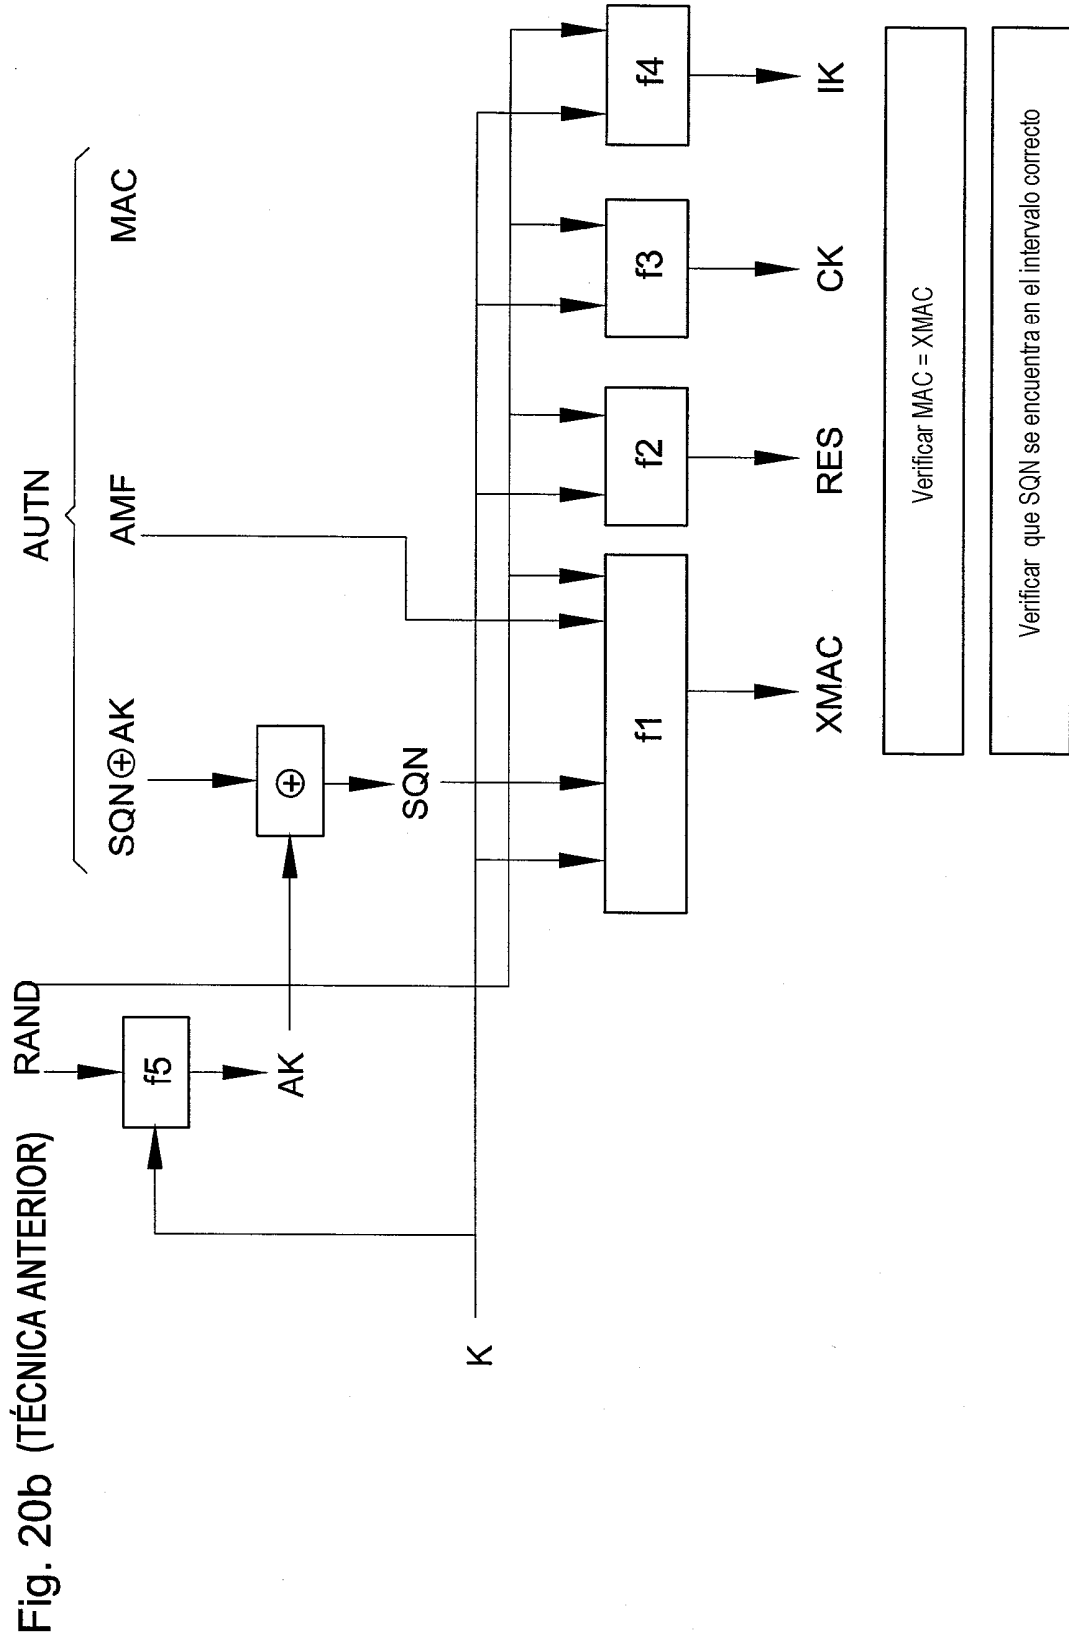 Fig. 20b (TÉCNICA ANTERIOR)
RAND
AUTN
SQN⊕AK
AMF
MAC
f5
⊕
AK
SQN
K
f1
f2
f3
f4
XMAC
RES
CK
IK
Verificar MAC = XMAC
Verificar que SQN se encuentra en el intervalo correcto